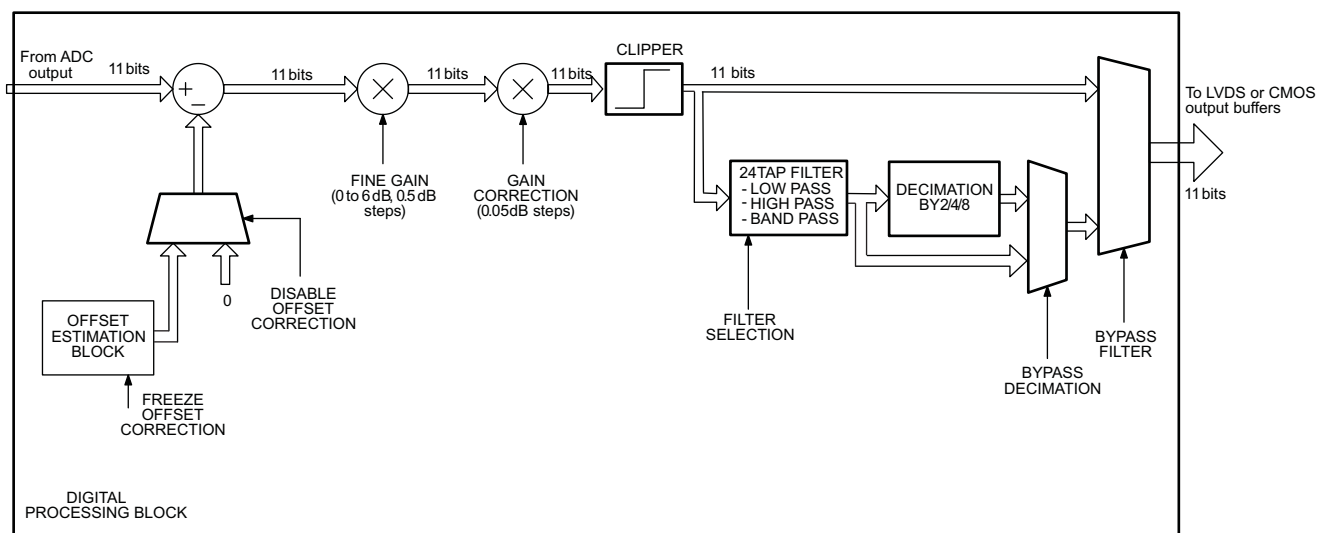 From ADC
output
11 bits
+
−
11 bits
×
11 bits
×
11 bits
CLIPPER
11 bits
To LVDS or CMOS
output buffers
11 bits
FINE GAIN
(0 to 6 dB, 0.5 dB
steps)
GAIN
CORRECTION
(0.05dB steps)
24TAP FILTER
- LOW PASS
- HIGH PASS
- BAND PASS
DECIMATION
BY2/4/8
0
DISABLE
OFFSET
CORRECTION
OFFSET
ESTIMATION
BLOCK
FREEZE
OFFSET
CORRECTION
FILTER
SELECTION
BYPASS
DECIMATION
BYPASS
FILTER
DIGITAL
PROCESSING BLOCK